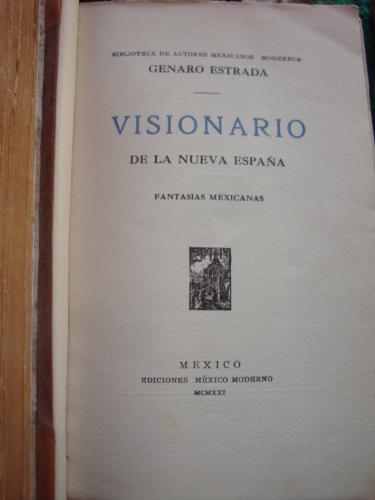 BIBLIOTECA DE AUTORES MEXICANOS MODERNOS
GENARO ESTRADA
VISIONARIO
DE LA NUEVA ESPAÑA
FANTASIAS MEXICANAS
MEXICO
EDICIONES MÉXICO MODERNO
MCMXXI